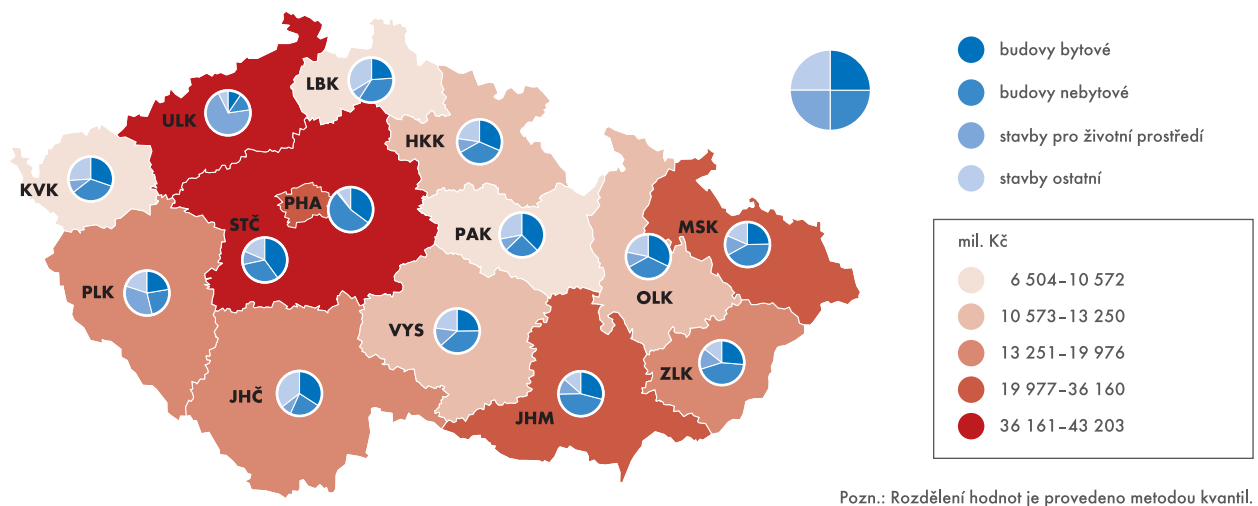 LBK
ULK
HKK
KVK
PHA
STČ
PAK
MSK
PLK
OLK
VYS
ZLK
JHČ
JHM
budovy bytové
budovy nebytové
stavby pro životní prostředí
stavby ostatní
mil. Kč
6 504–10 572
10 573–13 250
13 251–19 976
19 977–36 160
36 161–43 203
Pozn.: Rozdělení hodnot je provedeno metodou kvantil.